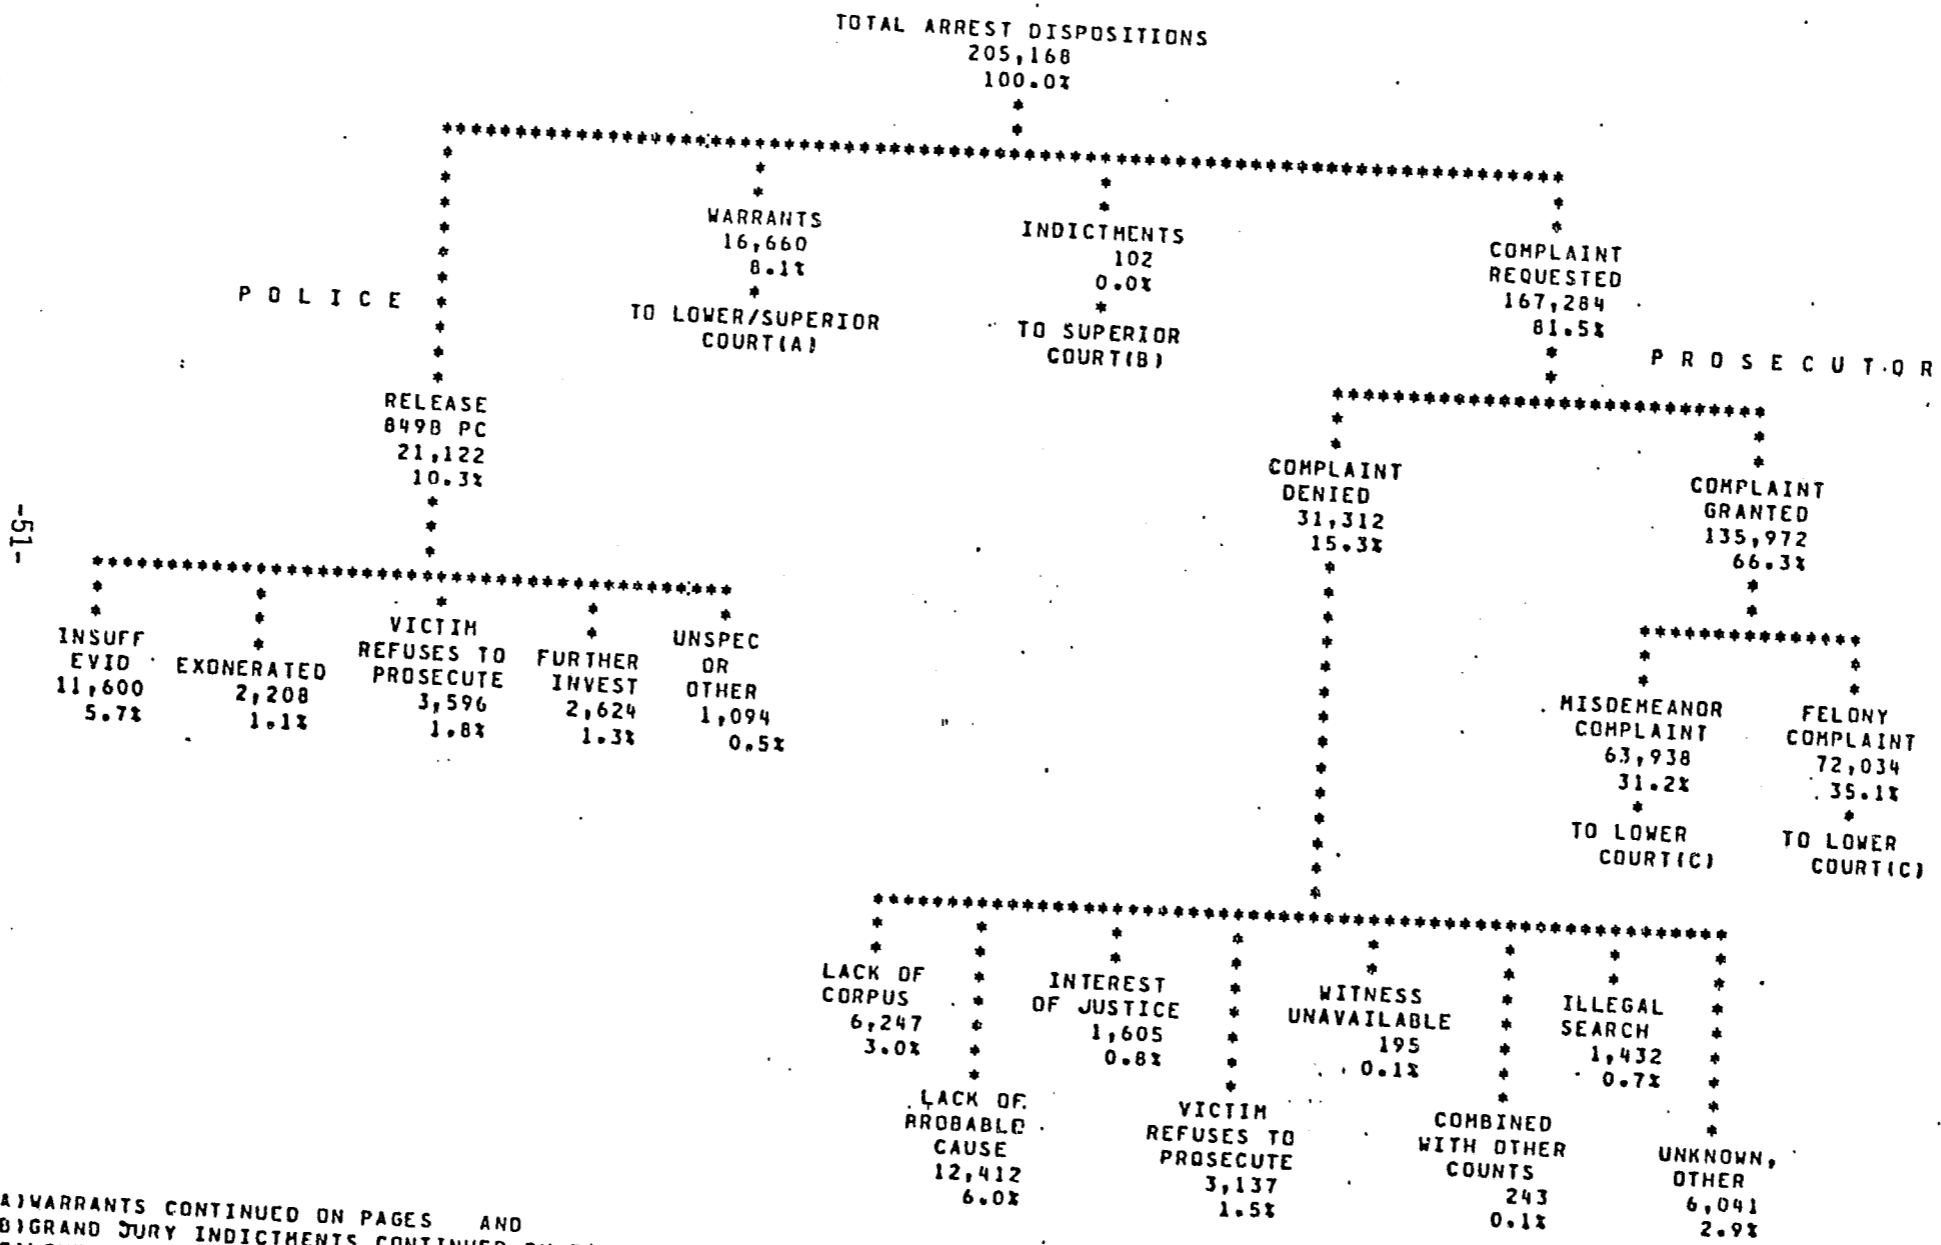 TOTAL ARREST DISPOSITIONS
205,168
100.0%
WARRANTS
16,660
8.1%
TO LOWER/SUPERIOR
COURT(A)
INDICTMENTS
102
0.0%
TO SUPERIOR
COURT(B)
COMPLAINT
REQUESTED
167,284
81.5%
P O L I C E
P R O S E C U T O R
RELEASE
849B PC
21,122
10.3%
COMPLAINT
DENIED
31,312
15.3%
COMPLAINT
GRANTED
135,972
66.3%
-51-
INSUFF
EVID
11,600
5.7%
EXONERATED
2,208
1.1%
VICTIM
REFUSES TO
PROSECUTE
3,596
1.8%
FURTHER
INVEST
2,624
1.3%
UNSPEC
OR
OTHER
1,094
0.5%
MISDEMEANOR
COMPLAINT
63,938
31.2%
TO LOWER
COURT(C)
FELONY
COMPLAINT
72,034
35.1%
TO LOWER
COURT(C)
LACK OF
CORPUS
6,247
3.0%
LACK OF
PROBABLE
CAUSE
12,412
6.0%
INTEREST
OF JUSTICE
1,605
0.8%
VICTIM
REFUSES TO
PROSECUTE
3,137
1.5%
WITNESS
UNAVAILABLE
195
0.1%
COMBINED
WITH OTHER
COUNTS
243
0.1%
ILLEGAL
SEARCH
1,432
0.7%
UNKNOWN,
OTHER
6,041
2.9%
A)WARRANTS CONTINUED ON PAGES AND
B)GRAND JURY INDICTMENTS CONTINUED